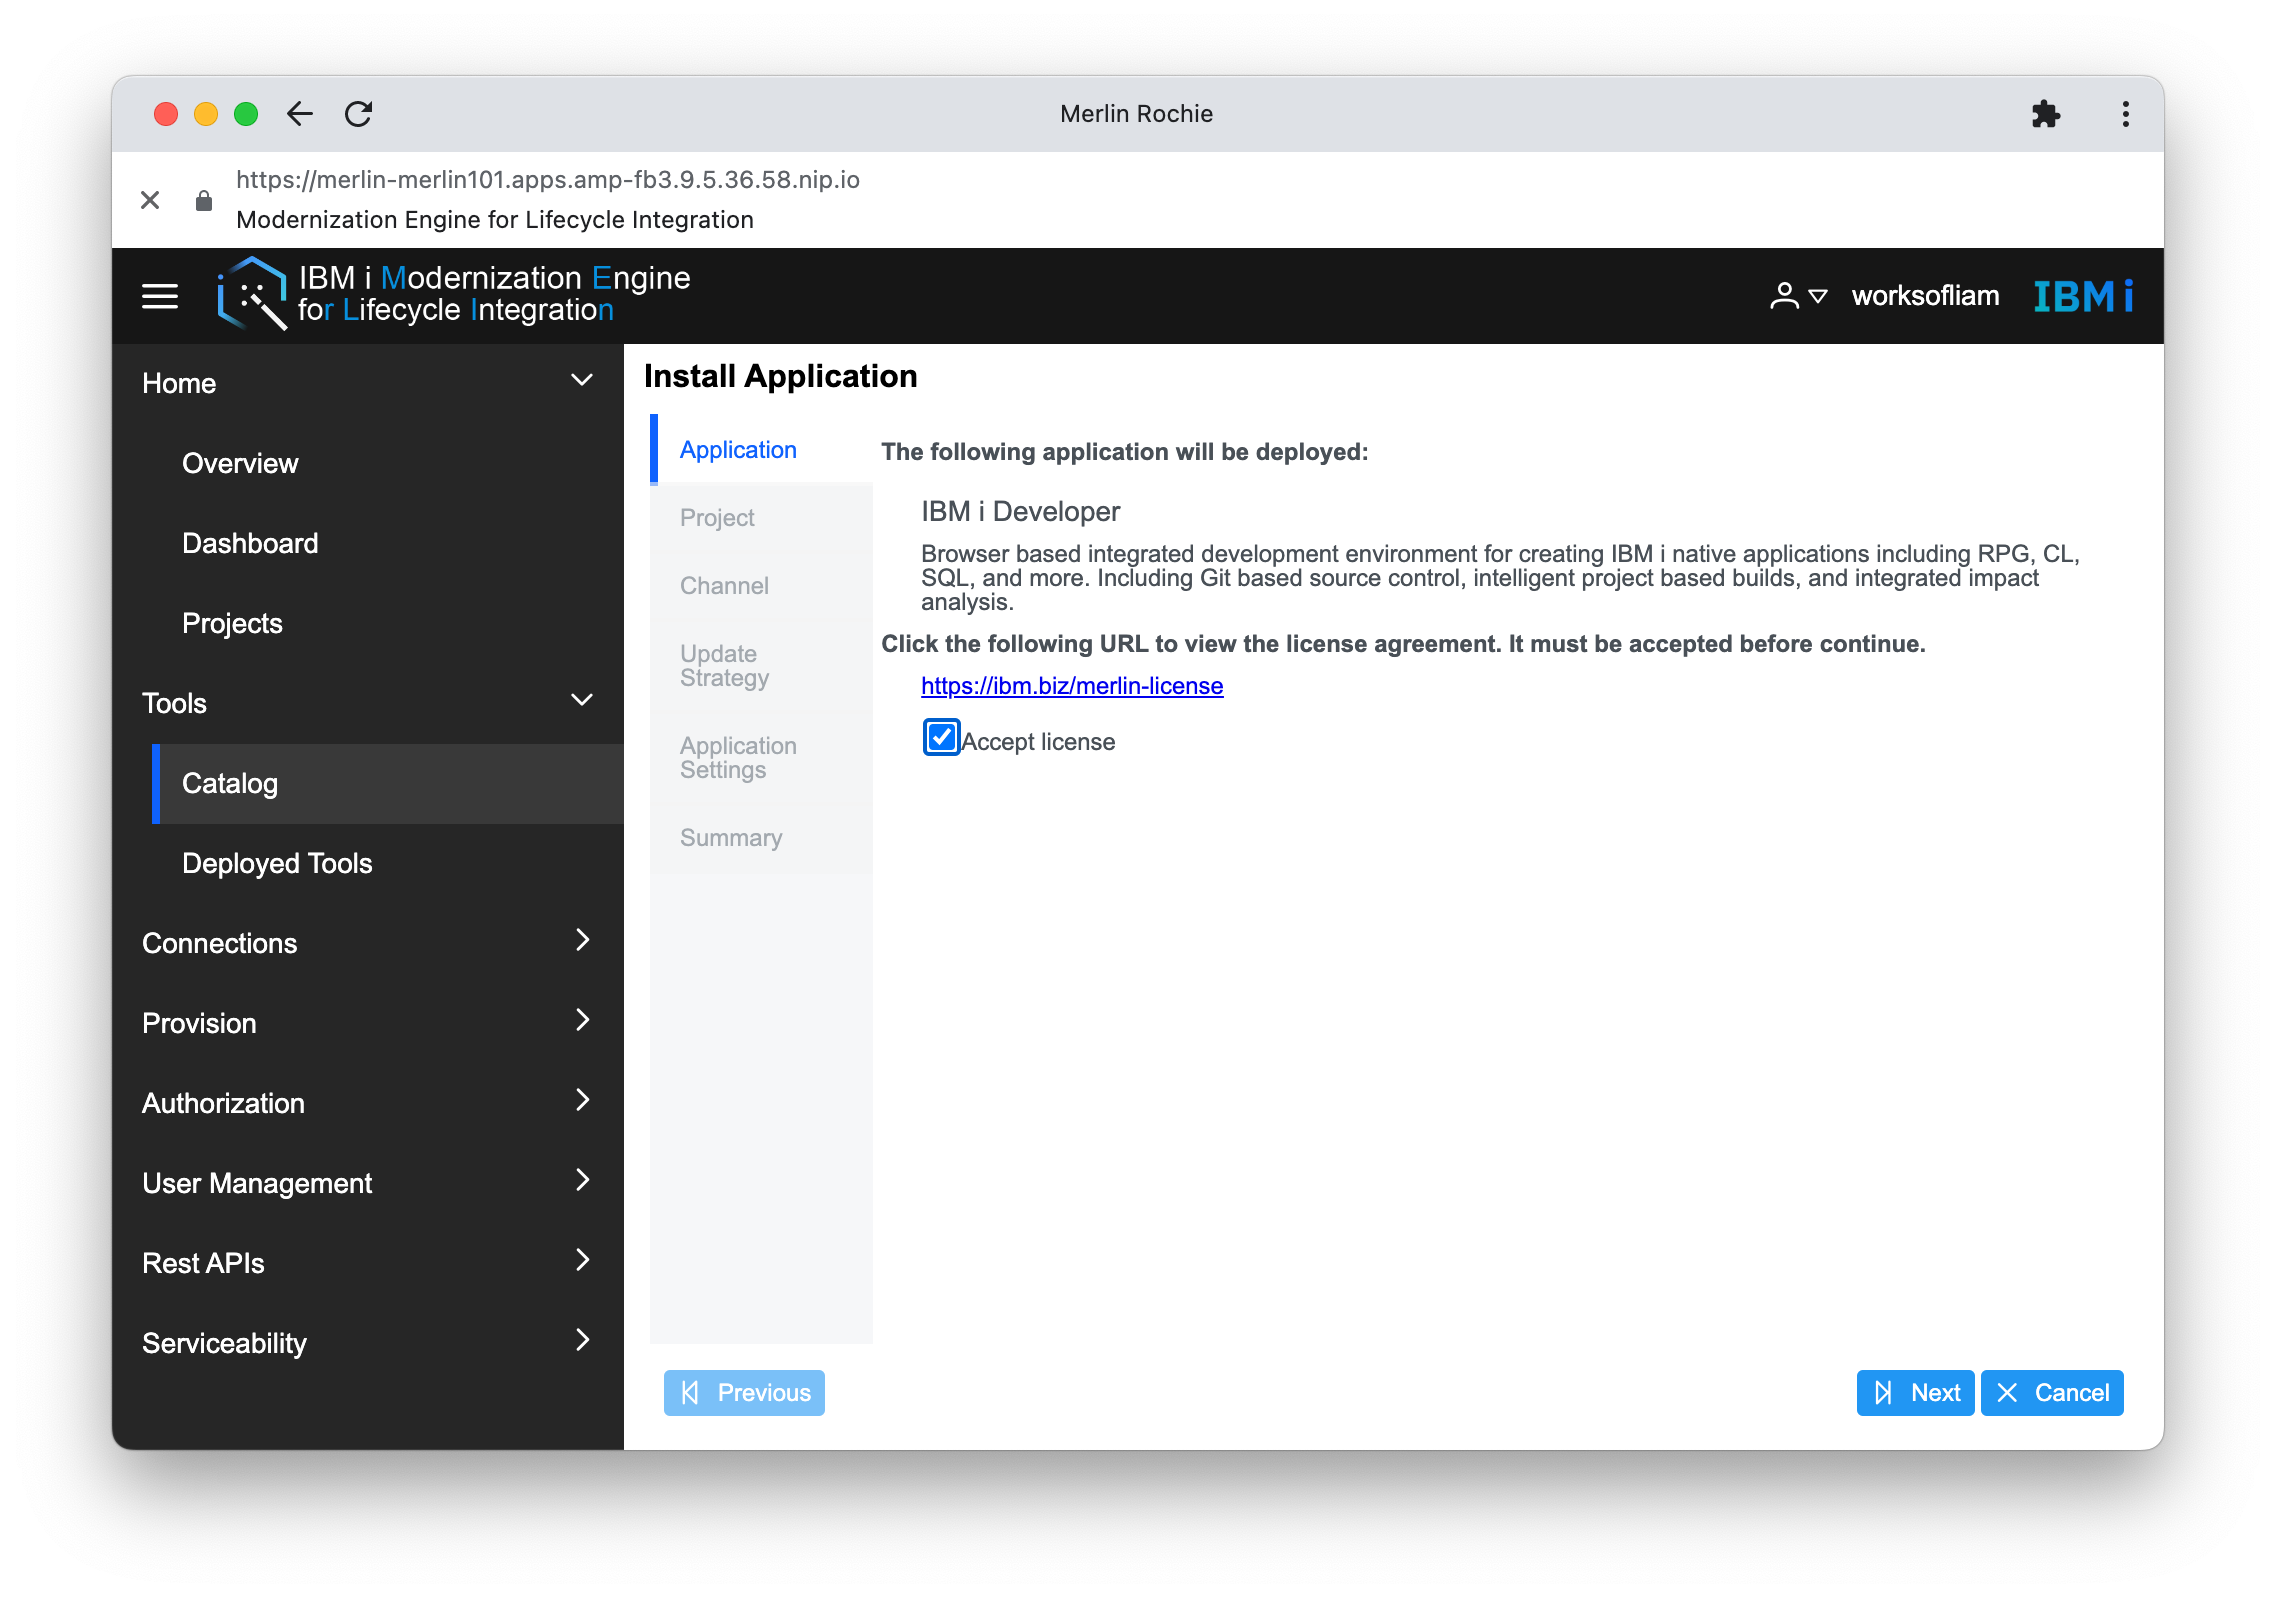 Merlin Rochie
https://merlin-merlin101.apps.amp-fb3.9.5.36.58.nip.io
Modernization Engine for Lifecycle Integration
IBM i Modernization Engine
for Lifecycle Integration
worksofliam
IBM i
Home
Overview
Dashboard
Projects
Tools
Catalog
Deployed Tools
Connections
Provision
Authorization
User Management
Rest APIs
Serviceability
Install Application
Application
Project
Channel
Update
Strategy
Application
Settings
Summary
The following application will be deployed:
IBM i Developer
Browser based integrated development environment for creating IBM i native applications including RPG, CL,
SQL, and more. Including Git based source control, intelligent project based builds, and integrated impact
analysis.
Click the following URL to view the license agreement. It must be accepted before continue.
https://ibm.biz/merlin-license
Accept license
Previous
Next
Cancel